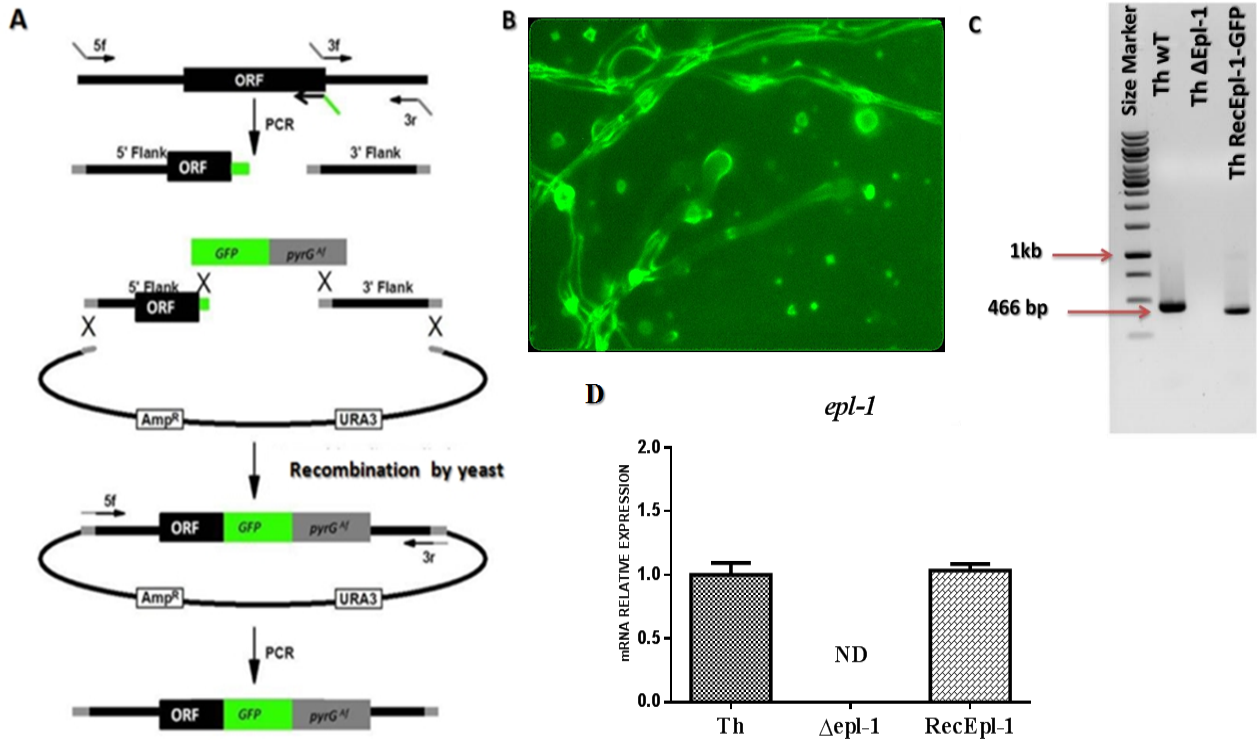 A
5f
3f
ORF
3r
PCR
5' Flank
3' Flank
ORF
GFP
pyrG Af
X
X
5' Flank
3' Flank
ORF
X
X
AmpR
URA3
Recombination by yeast
5f
ORF
GFP
pyrG Af
3r
AmpR
URA3
PCR
ORF
GFP
pyrG Af
B
C
Size Marker
Th wT
Th ΔEpl-1
Th RecEpl-1-GFP
1kb
466 bp
D
epl-1
mRNA RELATIVE EXPRESSION
2.0
1.5
1.0
0.5
0.0
ND
Th
Δepl-1
RecEpl-1